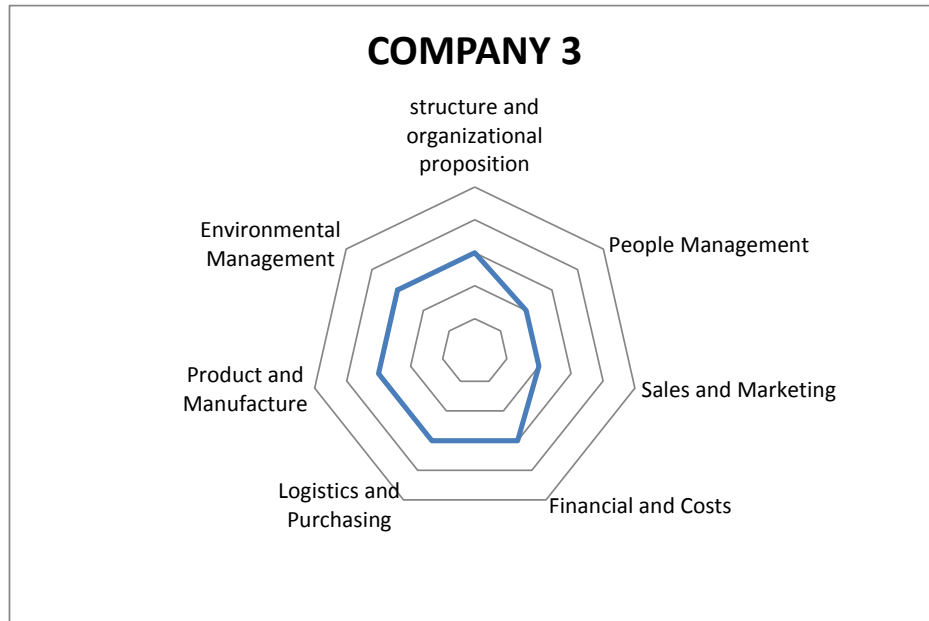 COMPANY 3
structure and
organizational
proposition
Environmental
Management
People Management
Product and
Manufacture
Sales and Marketing
Logistics and
Purchasing
Financial and Costs